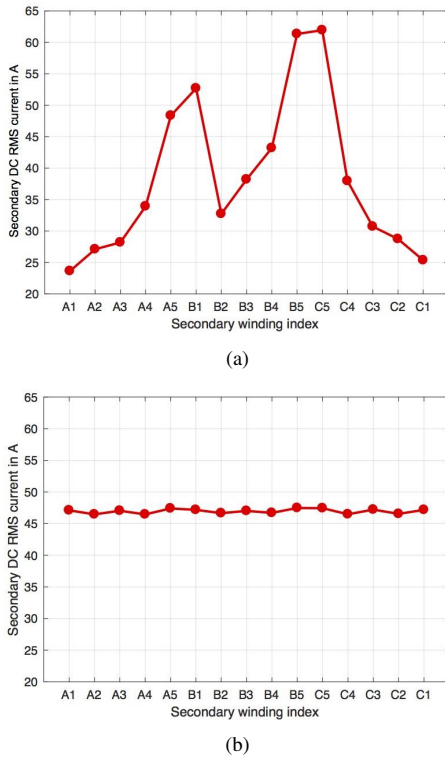 65
60
55
50
45
40
35
30
25
20
Secondary DC RMS current in A
A1 A2 A3 A4 A5 B1 B2 B3 B4 B5 C5 C4 C3 C2 C1
Secondary winding index
(a)
65
60
55
50
45
40
35
30
25
20
Secondary DC RMS current in A
A1 A2 A3 A4 A5 B1 B2 B3 B4 B5 C5 C4 C3 C2 C1
Secondary winding index
(b)